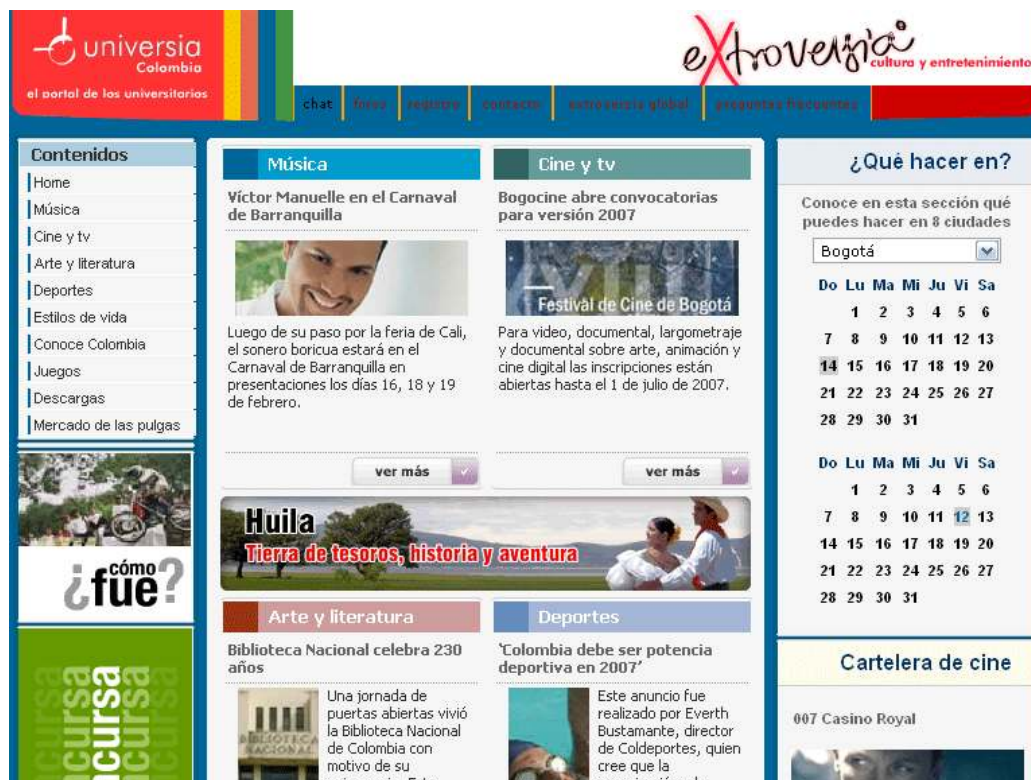 universia
Colombia
el portal de los universitarios
extroversia
cultura y entretenimiento
chat
foros
registro
contacto
extroversia global
preguntas frecuentes
Contenidos
Home
Música
Cine y tv
Arte y literatura
Deportes
Estilos de vida
Conoce Colombia
Juegos
Descargas
Mercado de las pulgas
¿cómo
fue?
concursa
Música
Víctor Manuelle en el Carnaval
de Barranquilla
Luego de su paso por la feria de Cali,
el sonero boricua estará en el
Carnaval de Barranquilla en
presentaciones los días 16, 18 y 19
de febrero.
ver más
Cine y tv
Bogocine abre convocatorias
para versión 2007
XVIII
Festival de Cine de Bogotá
Para video, documental, largometraje
y documental sobre arte, animación y
cine digital las inscripciones están
abiertas hasta el 1 de julio de 2007.
ver más
Huila
Tierra de tesoros, historia y aventura
Arte y literatura
Biblioteca Nacional celebra 230
años
BIBLIOTECA
NACIONAL
Una jornada de
puertas abiertas vivió
la Biblioteca Nacional
de Colombia con
motivo de su
Deportes
'Colombia debe ser potencia
deportiva en 2007'
Este anuncio fue
realizado por Everth
Bustamante, director
de Coldeportes, quien
cree que la
¿Qué hacer en?
Conoce en esta sección qué
puedes hacer en 8 ciudades
Bogotá
Do Lu Ma Mi Ju Vi Sa
1 2 3 4 5 6
7 8 9 10 11 12 13
14 15 16 17 18 19 20
21 22 23 24 25 26 27
28 29 30 31
Do Lu Ma Mi Ju Vi Sa
1 2 3 4 5 6
7 8 9 10 11 12 13
14 15 16 17 18 19 20
21 22 23 24 25 26 27
28 29 30 31
Cartelera de cine
007 Casino Royal